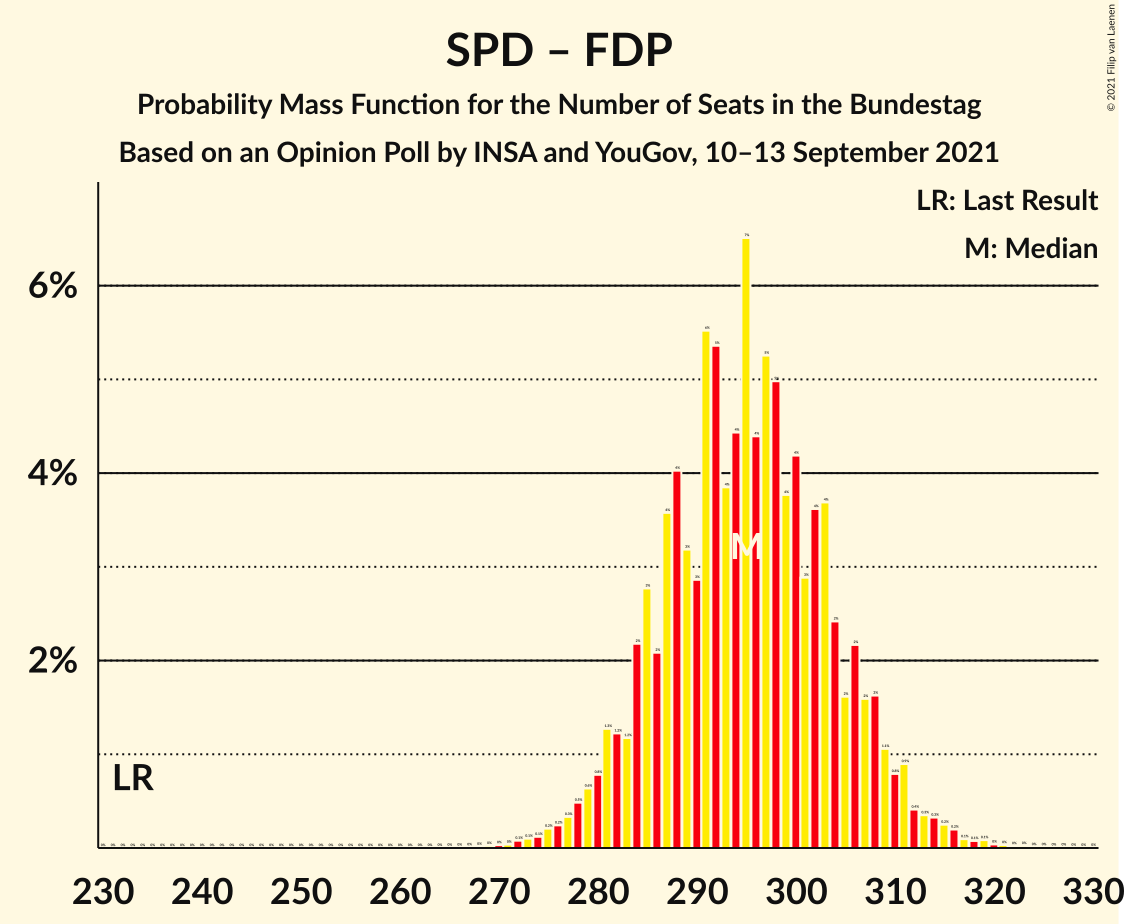 SPD – FDP
Probability Mass Function for the Number of Seats in the Bundestag
Based on an Opinion Poll by INSA and YouGov, 10–13 September 2021
© 2021 Filip van Laenen
LR: Last Result
M: Median
6%
4%
2%
LR
M
230 240 250 260 270 280 290 300 310 320 330